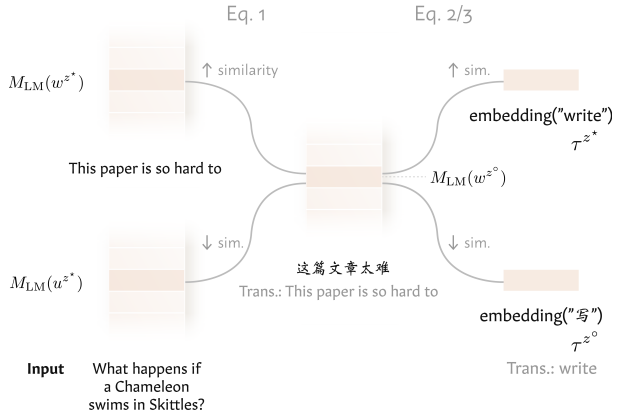 Eq. 1
Eq. 2/3
M_LM(w^{z^⋆})
↑ similarity
↑ sim.
embedding("write")
τ^{z^⋆}
This paper is so hard to
M_LM(w^{z^∘})
M_LM(u^{z^⋆})
↓ sim.
↓ sim.
这篇文章太难
Trans.: This paper is so hard to
embedding("写")
τ^{z^∘}
Input
What happens if
a Chameleon
swims in Skittles?
Trans.: write